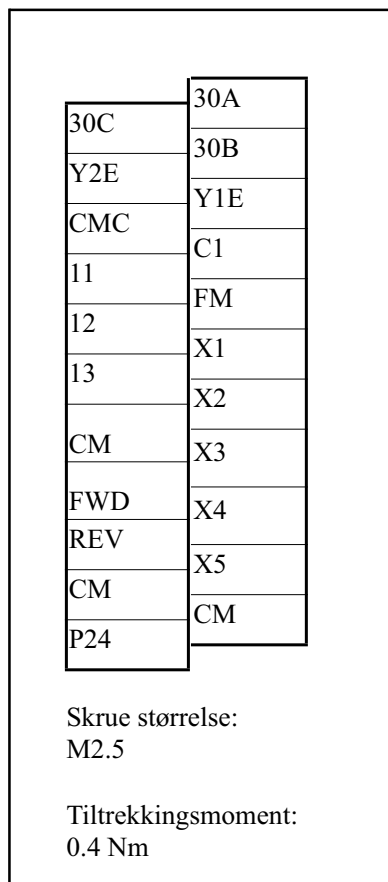 30C
Y2E
CMC
11
12
13
CM
FWD
REV
CM
P24
30A
30B
Y1E
C1
FM
X1
X2
X3
X4
X5
CM
Skrue størrelse:
M2.5
Tiltrekkingsmoment:
0.4 Nm